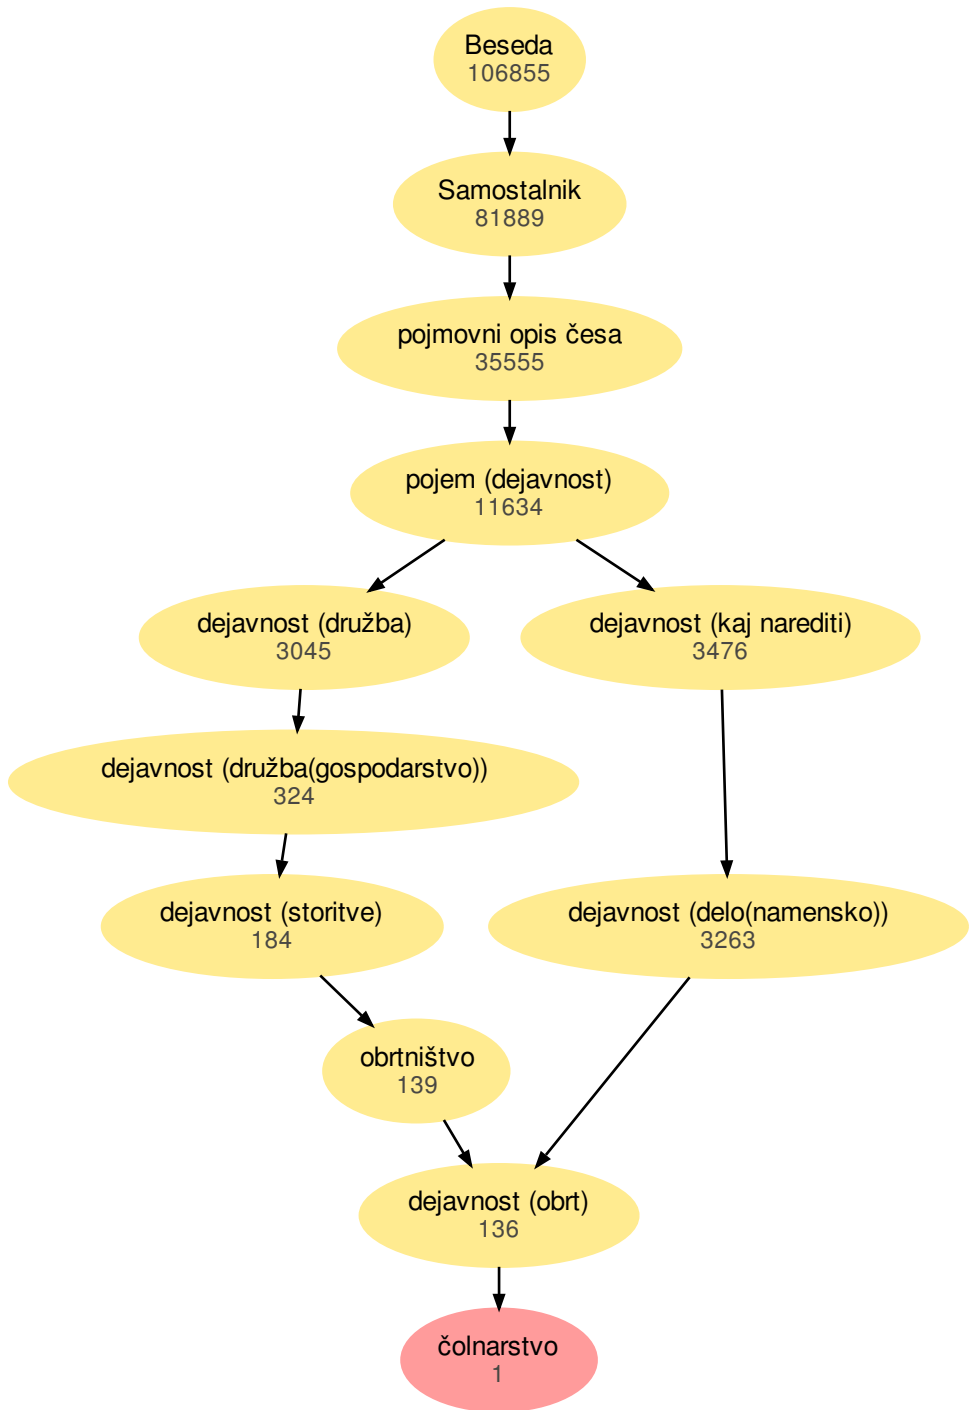 Beseda
106855
Samostalnik
81889
pojmovni opis česa
35555
pojem (dejavnost)
11634
dejavnost (družba)
3045
dejavnost (kaj narediti)
3476
dejavnost (družba(gospodarstvo))
324
dejavnost (storitve)
184
dejavnost (delo(namensko))
3263
obrtništvo
139
dejavnost (obrt)
136
čolnarstvo
1